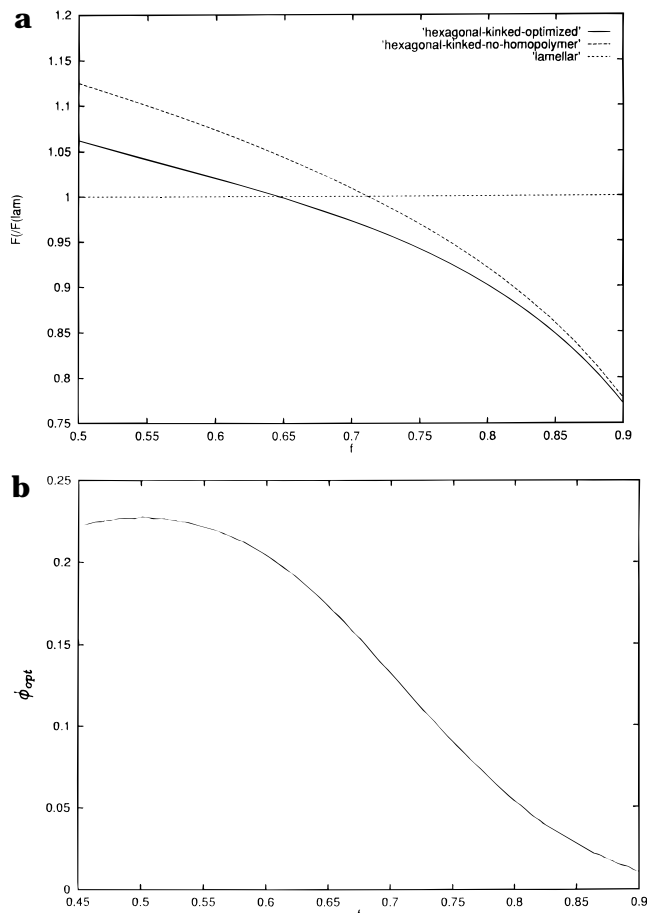 a
1.2
'hexagonal-kinked-optimized'
'hexagonal-kinked-no-homopolymer'
'lamellar'
1.15
1.1
1.05
1
0.95
0.9
0.85
0.8
0.75
F(/F(lam)
0.5 0.55 0.6 0.65 0.7 0.75 0.8 0.85 0.9
f
b
0.25
0.2
0.15
0.1
0.05
0
ϕopt
0.45 0.5 0.55 0.6 0.65 0.7 0.75 0.8 0.85 0.9
f